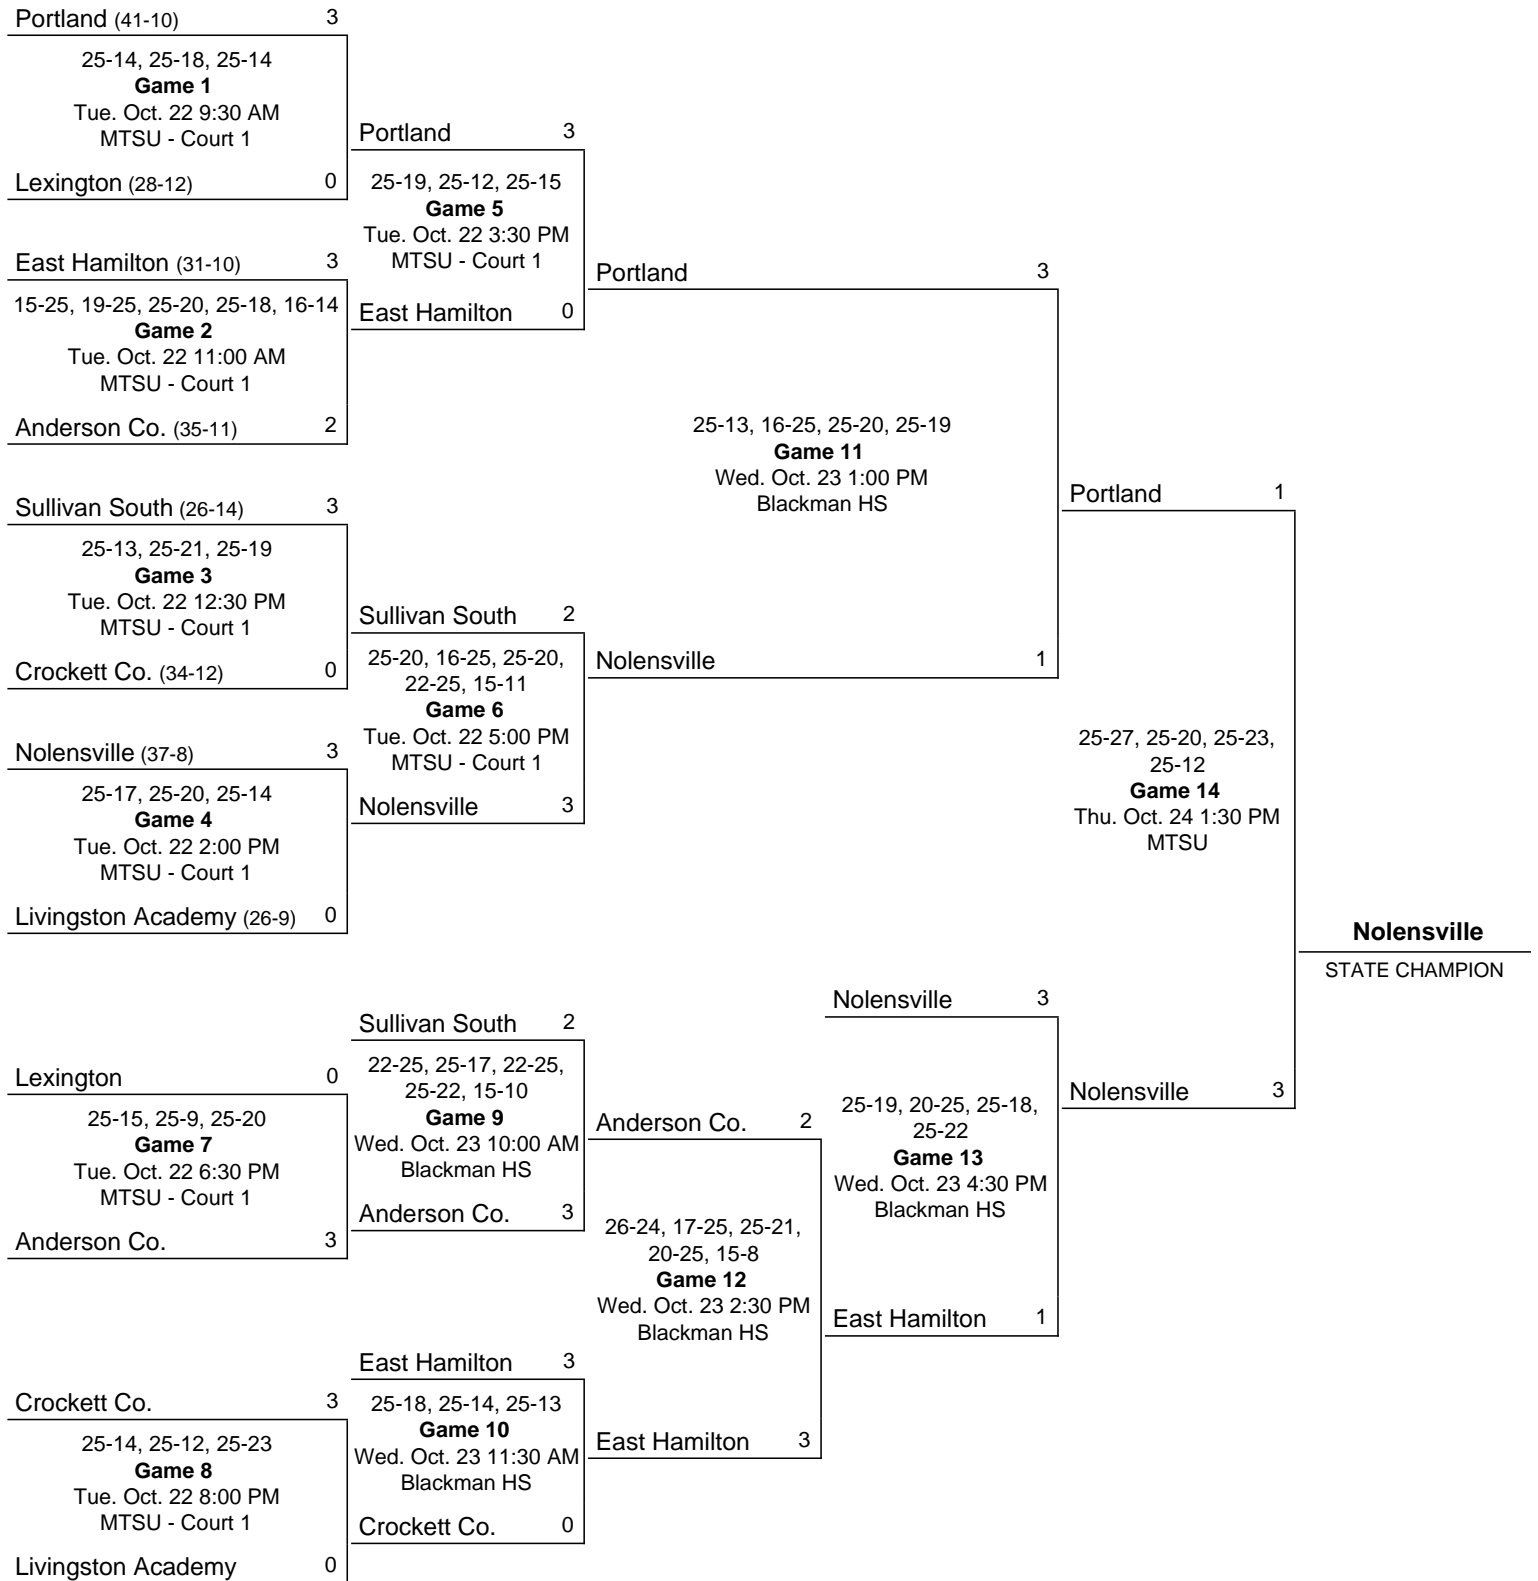 Portland (41-10) 3
25-14, 25-18, 25-14
Game 1
Tue. Oct. 22 9:30 AM
MTSU - Court 1
Lexington (28-12) 0
East Hamilton (31-10) 3
15-25, 19-25, 25-20, 25-18, 16-14
Game 2
Tue. Oct. 22 11:00 AM
MTSU - Court 1
Anderson Co. (35-11) 2
Sullivan South (26-14) 3
25-13, 25-21, 25-19
Game 3
Tue. Oct. 22 12:30 PM
MTSU - Court 1
Crockett Co. (34-12) 0
Nolensville (37-8) 3
25-17, 25-20, 25-14
Game 4
Tue. Oct. 22 2:00 PM
MTSU - Court 1
Livingston Academy (26-9) 0
Portland 3
25-19, 25-12, 25-15
Game 5
Tue. Oct. 22 3:30 PM
MTSU - Court 1
East Hamilton 0
Sullivan South 2
25-20, 16-25, 25-20,
22-25, 15-11
Game 6
Tue. Oct. 22 5:00 PM
MTSU - Court 1
Nolensville 3
Portland 3
25-13, 16-25, 25-20, 25-19
Game 11
Wed. Oct. 23 1:00 PM
Blackman HS
Nolensville 1
Lexington 0
25-15, 25-9, 25-20
Game 7
Tue. Oct. 22 6:30 PM
MTSU - Court 1
Anderson Co. 3
Crockett Co. 3
25-14, 25-12, 25-23
Game 8
Tue. Oct. 22 8:00 PM
MTSU - Court 1
Livingston Academy 0
Sullivan South 2
22-25, 25-17, 22-25,
25-22, 15-10
Game 9
Wed. Oct. 23 10:00 AM
Blackman HS
Anderson Co. 3
East Hamilton 3
25-18, 25-14, 25-13
Game 10
Wed. Oct. 23 11:30 AM
Blackman HS
Crockett Co. 0
Anderson Co. 2
26-24, 17-25, 25-21,
20-25, 15-8
Game 12
Wed. Oct. 23 2:30 PM
Blackman HS
East Hamilton 3
Nolensville 3
25-19, 20-25, 25-18,
25-22
Game 13
Wed. Oct. 23 4:30 PM
Blackman HS
East Hamilton 1
Portland 1
25-27, 25-20, 25-23,
25-12
Game 14
Thu. Oct. 24 1:30 PM
MTSU
Nolensville 3
Nolensville
STATE CHAMPION